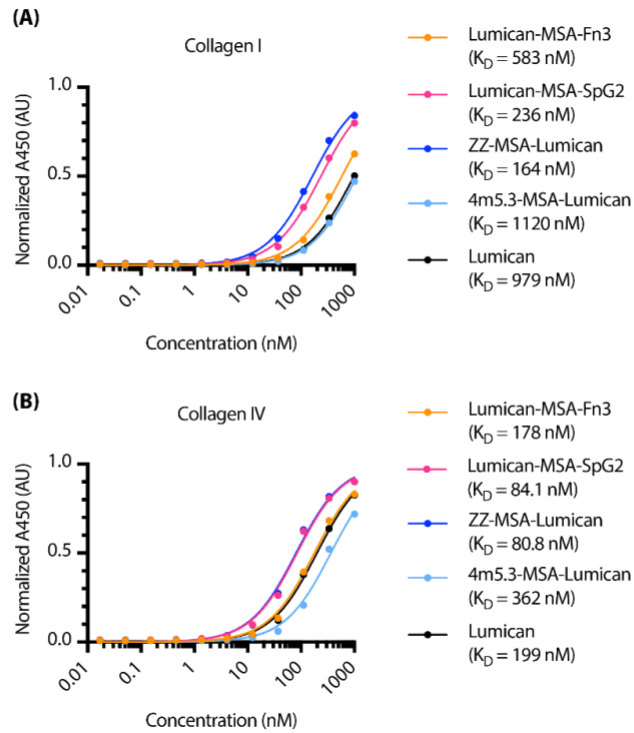 (A)
Collagen I
Normalized A450 (AU)
1.0
0.5
0.0
0.01
0.1
1
10
100
1000
Concentration (nM)
Lumican-MSA-Fn3
(KD = 583 nM)
Lumican-MSA-SpG2
(KD = 236 nM)
ZZ-MSA-Lumican
(KD = 164 nM)
4m5.3-MSA-Lumican
(KD = 1120 nM)
Lumican
(KD = 979 nM)
(B)
Collagen IV
Normalized A450 (AU)
1.0
0.5
0.0
0.01
0.1
1
10
100
1000
Concentration (nM)
Lumican-MSA-Fn3
(KD = 178 nM)
Lumican-MSA-SpG2
(KD = 84.1 nM)
ZZ-MSA-Lumican
(KD = 80.8 nM)
4m5.3-MSA-Lumican
(KD = 362 nM)
Lumican
(KD = 199 nM)